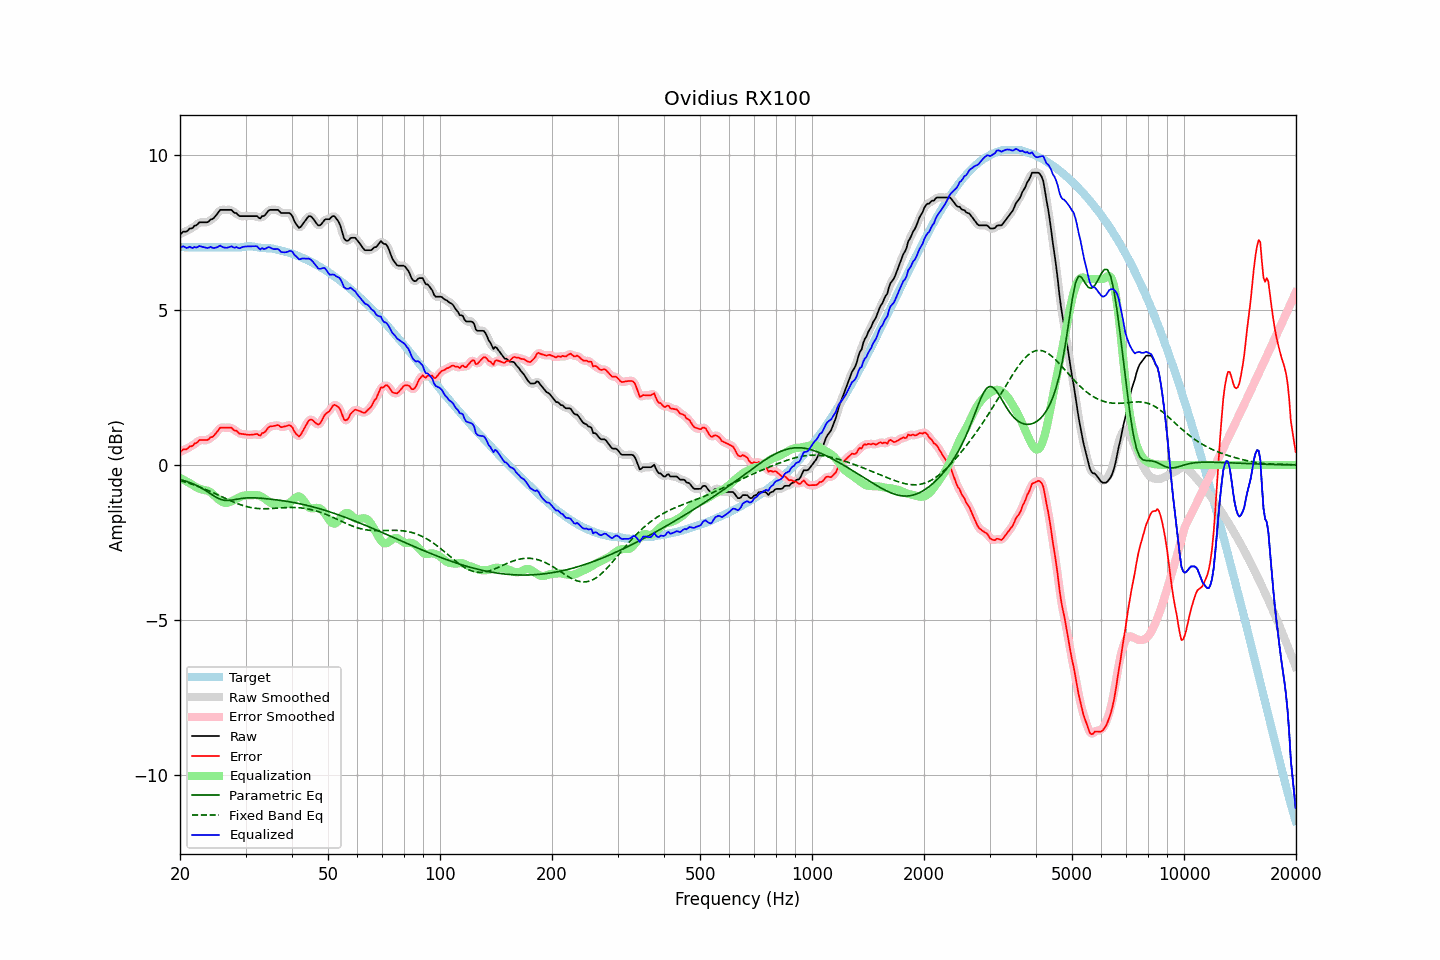 Ovidius RX100
Amplitude (dBr)
10
5
0
−5
−10
Target
Raw Smoothed
Error Smoothed
Raw
Error
Equalization
Parametric Eq
Fixed Band Eq
Equalized
20 50 100 200 500 1000 2000 5000 10000 20000
Frequency (Hz)